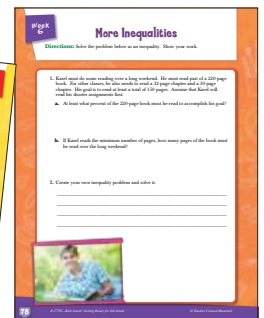 Week
6
More Inequalities
Directions: Solve the problem below as an inequality. Show your work.
1. Karel must do some reading over a long weekend. He must read part of a 220-page
book. For other classes, he also needs to read a 32-page chapter and a 30-page
chapter. His goal is to read at least a total of 150 pages. Assume that Karel will
read his shorter assignments first.
a. At least what percent of the 220-page book must he read to accomplish his goal?
b. If Karel reads the minimum number of pages, how many pages of the book must
he read over the long weekend?
2. Create your own inequality problem and solve it.
78